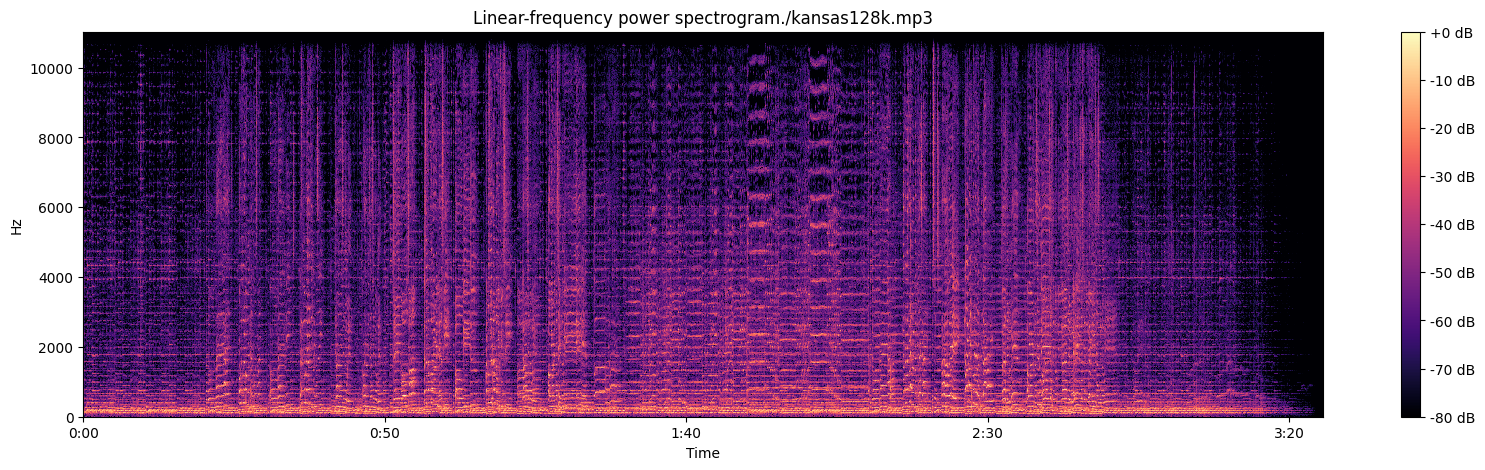 Linear-frequency power spectrogram./kansas128k.mp3
Hz
10000
8000
6000
4000
2000
0
0:00 0:50 1:40 2:30 3:20
Time
+0 dB
-10 dB
-20 dB
-30 dB
-40 dB
-50 dB
-60 dB
-70 dB
-80 dB